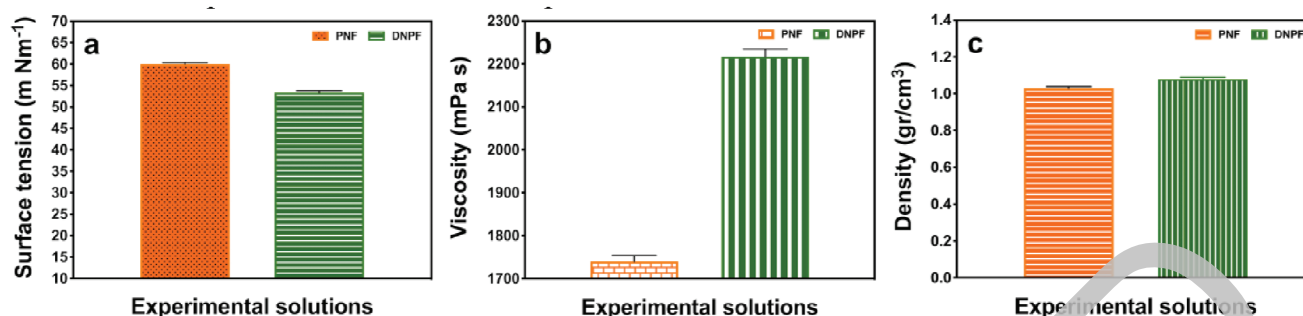 a
PNF DNPF
Surface tension (m Nm⁻¹)
70
65
60
55
50
45
40
35
30
25
20
15
10
Experimental solutions
b
PNF DNPF
Viscosity (mPa s)
2300
2200
2100
2000
1900
1800
1700
Experimental solutions
c
PNF DNPF
Density (gr/cm³)
1.4
1.2
1.0
0.8
0.6
0.4
0.2
0.0
Experimental solutions